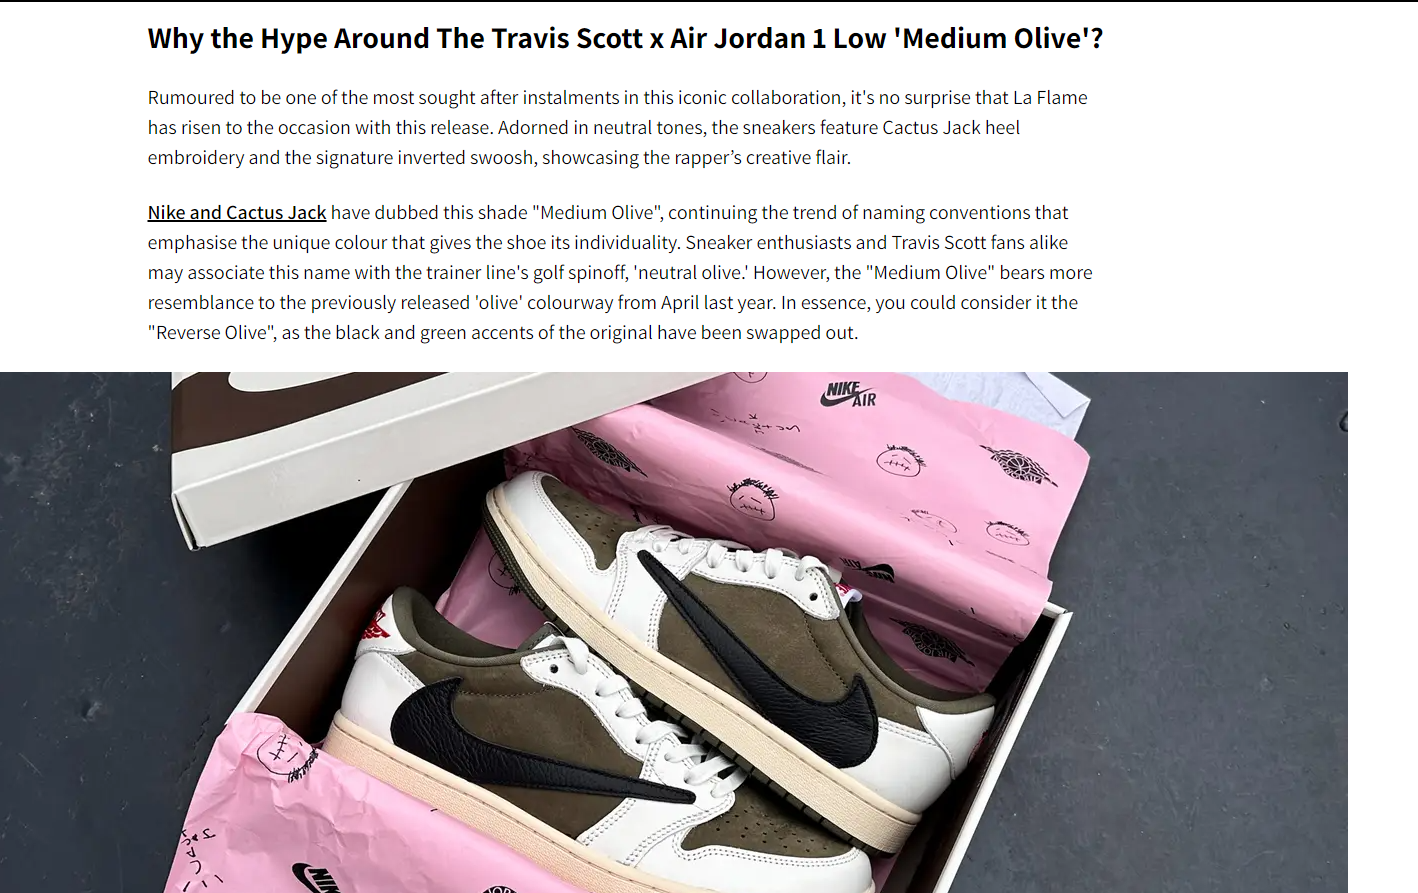 Why the Hype Around The Travis Scott x Air Jordan 1 Low 'Medium Olive'?
Rumoured to be one of the most sought after instalments in this iconic collaboration, it's no surprise that La Flame
has risen to the occasion with this release. Adorned in neutral tones, the sneakers feature Cactus Jack heel
embroidery and the signature inverted swoosh, showcasing the rapper’s creative flair.
Nike and Cactus Jack have dubbed this shade "Medium Olive", continuing the trend of naming conventions that
emphasise the unique colour that gives the shoe its individuality. Sneaker enthusiasts and Travis Scott fans alike
may associate this name with the trainer line's golf spinoff, 'neutral olive.' However, the "Medium Olive" bears more
resemblance to the previously released 'olive' colourway from April last year. In essence, you could consider it the
"Reverse Olive", as the black and green accents of the original have been swapped out.
NIKE
AIR